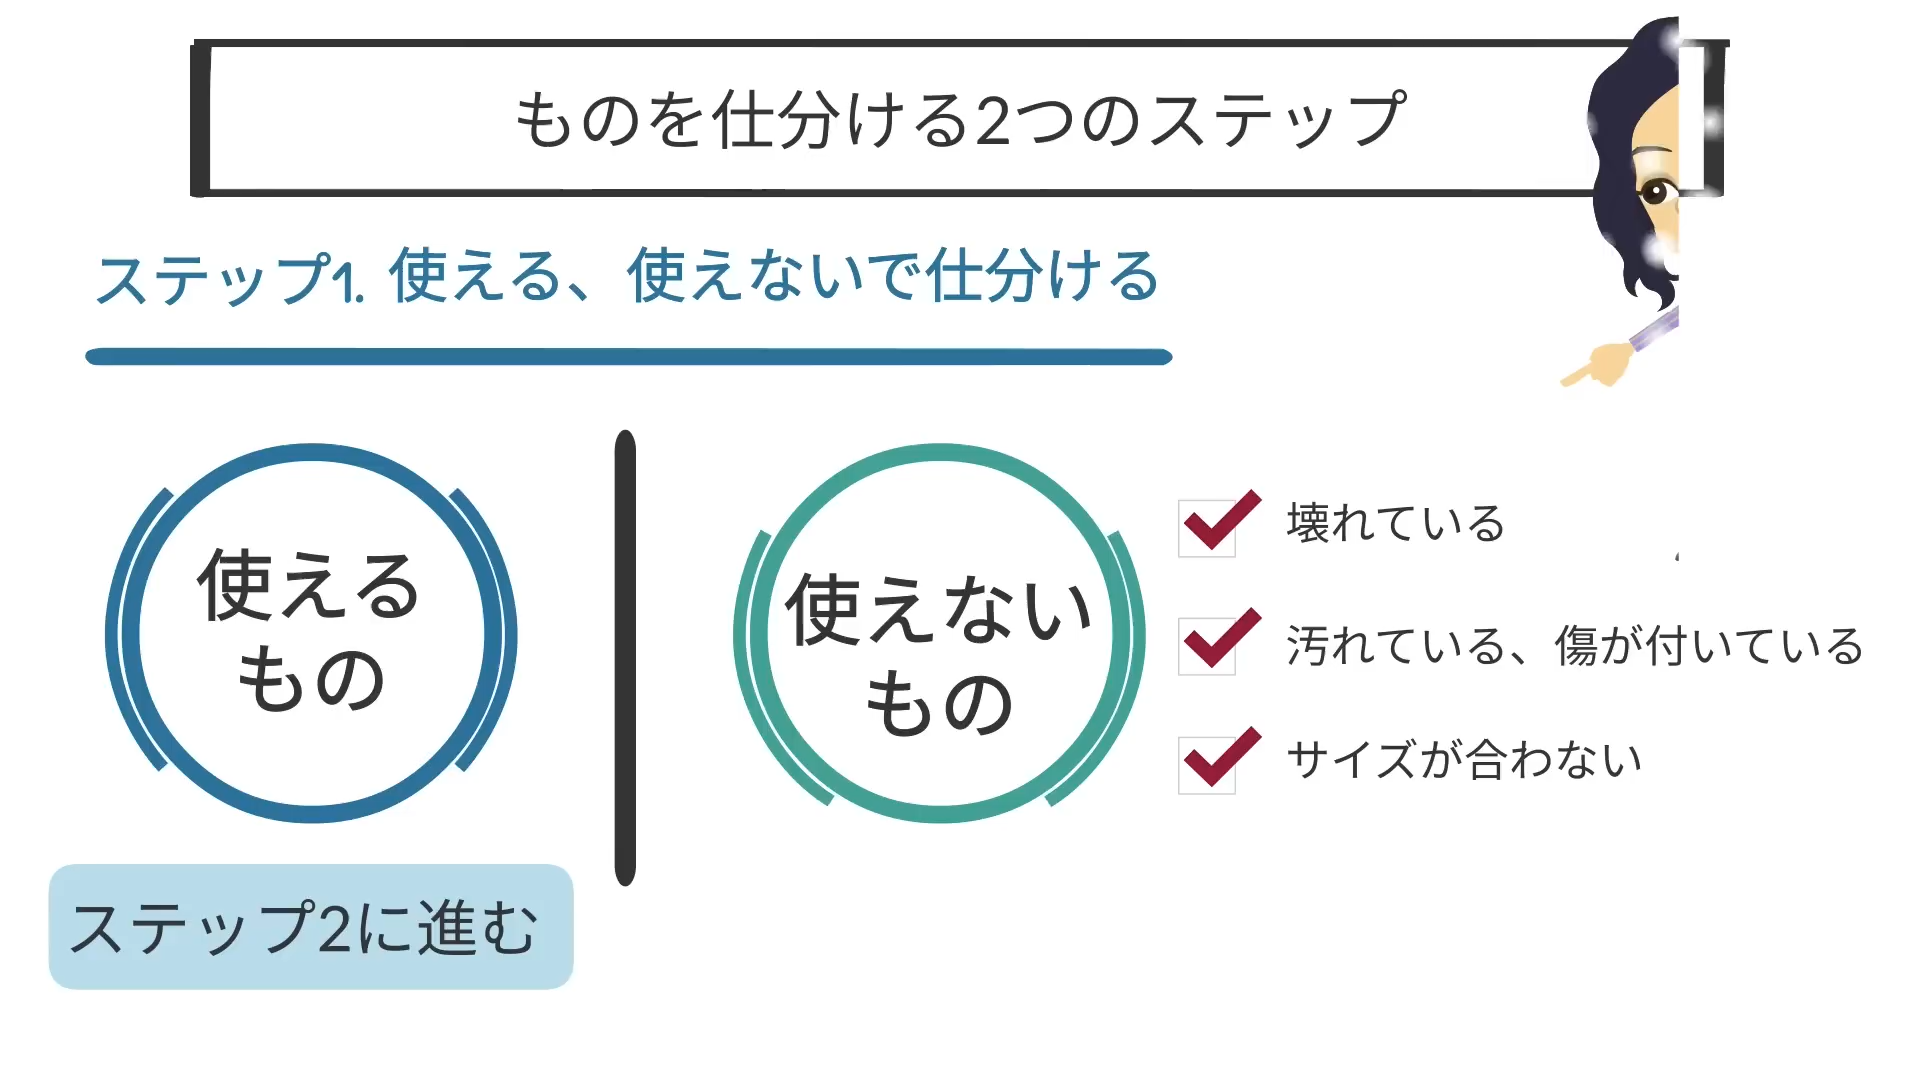 ものを仕分ける2つのステップ
ステップ1. 使える、使えないで仕分ける
使える
もの
使えない
もの
壊れている
汚れている、傷が付いている
サイズが合わない
ステップ2に進む